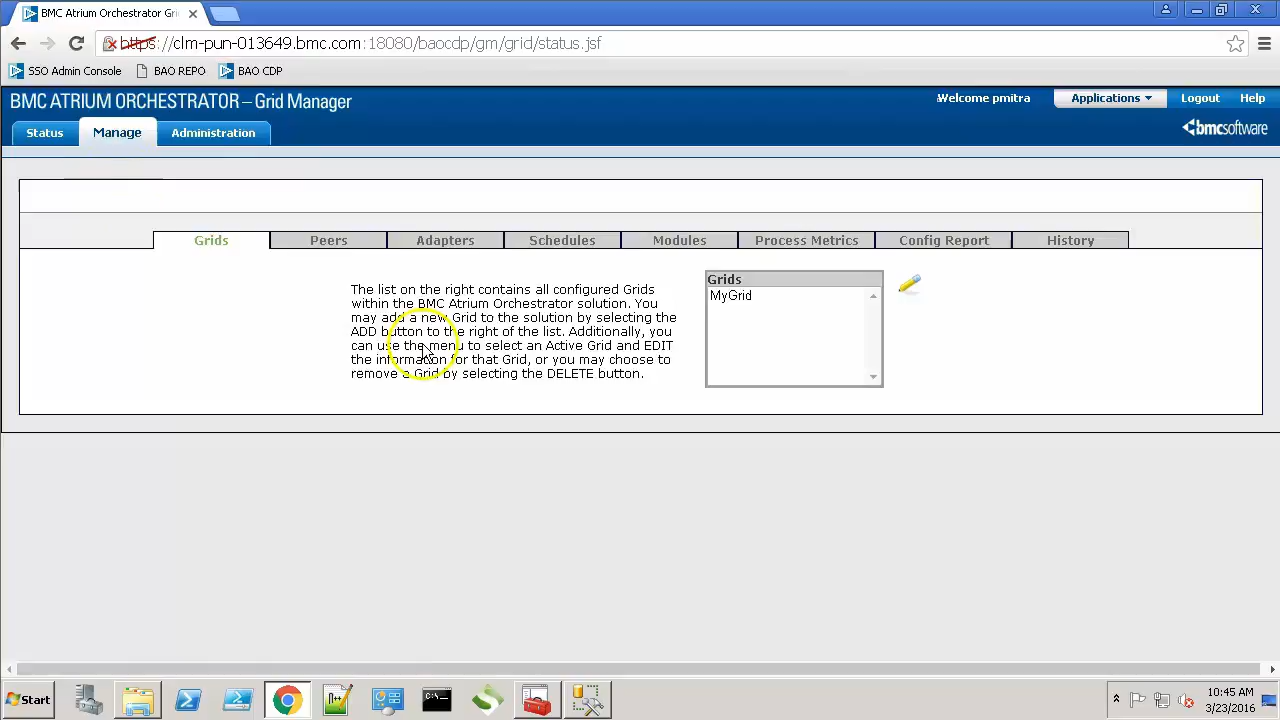 BMC Atrium Orchestrator Gri
https://clm-pun-013649.bmc.com:18080/baocdp/gm/grid/status.jsf
SSO Admin Console BAO REPO BAO CDP
BMC ATRIUM ORCHESTRATOR – Grid Manager
Welcome pmitra Applications Logout Help
Status Manage Administration
bmcsoftware
Grids Peers Adapters Schedules Modules Process Metrics Config Report History
The list on the right contains all configured Grids
within the BMC Atrium Orchestrator solution. You
may add a new Grid to the solution by selecting the
ADD button to the right of the list. Additionally, you
can use the menu to select an Active Grid and EDIT
the information for that Grid, or you may choose to
remove a Grid by selecting the DELETE button.
Grids
MyGrid
Start
10:45 AM
3/23/2016